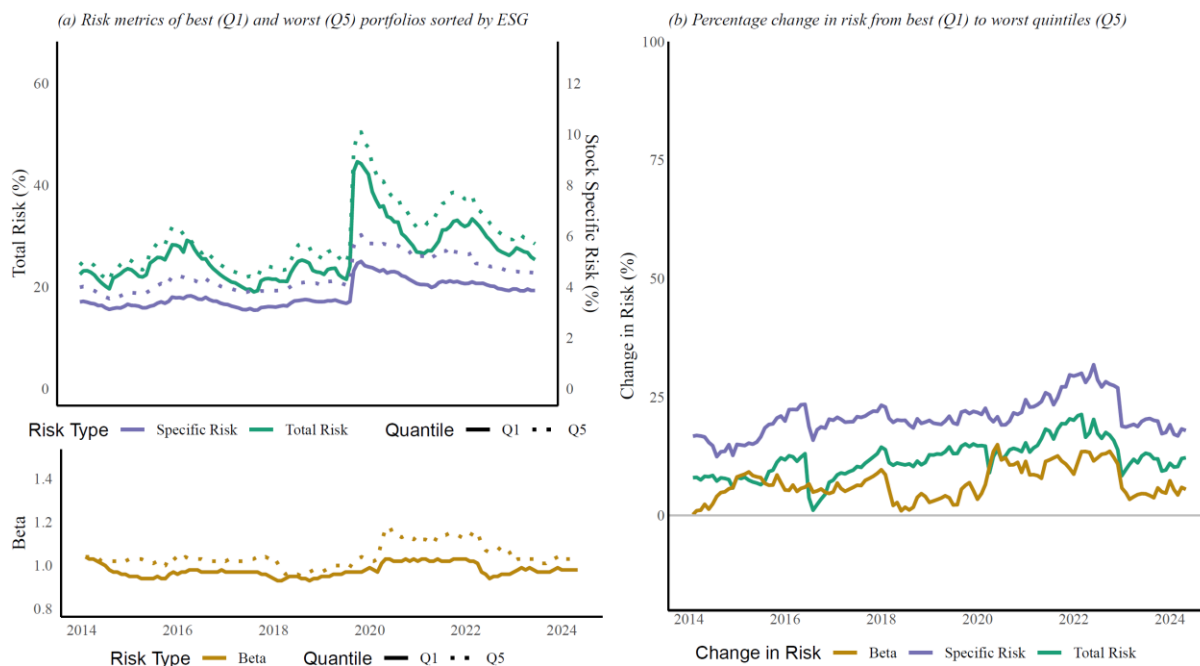 (a) Risk metrics of best (Q1) and worst (Q5) portfolios sorted by ESG
60
40
20
0
Total Risk (%)
12
10
8
6
4
2
0
Stock Specific Risk (%)
Risk Type Specific Risk Total Risk Quantile Q1 Q5
1.4
1.2
1.0
0.8
Beta
2014 2016 2018 2020 2022 2024
Risk Type Beta Quantile Q1 Q5
(b) Percentage change in risk from best (Q1) to worst quintiles (Q5)
100
75
50
25
0
Change in Risk (%)
2014 2016 2018 2020 2022 2024
Change in Risk Beta Specific Risk Total Risk